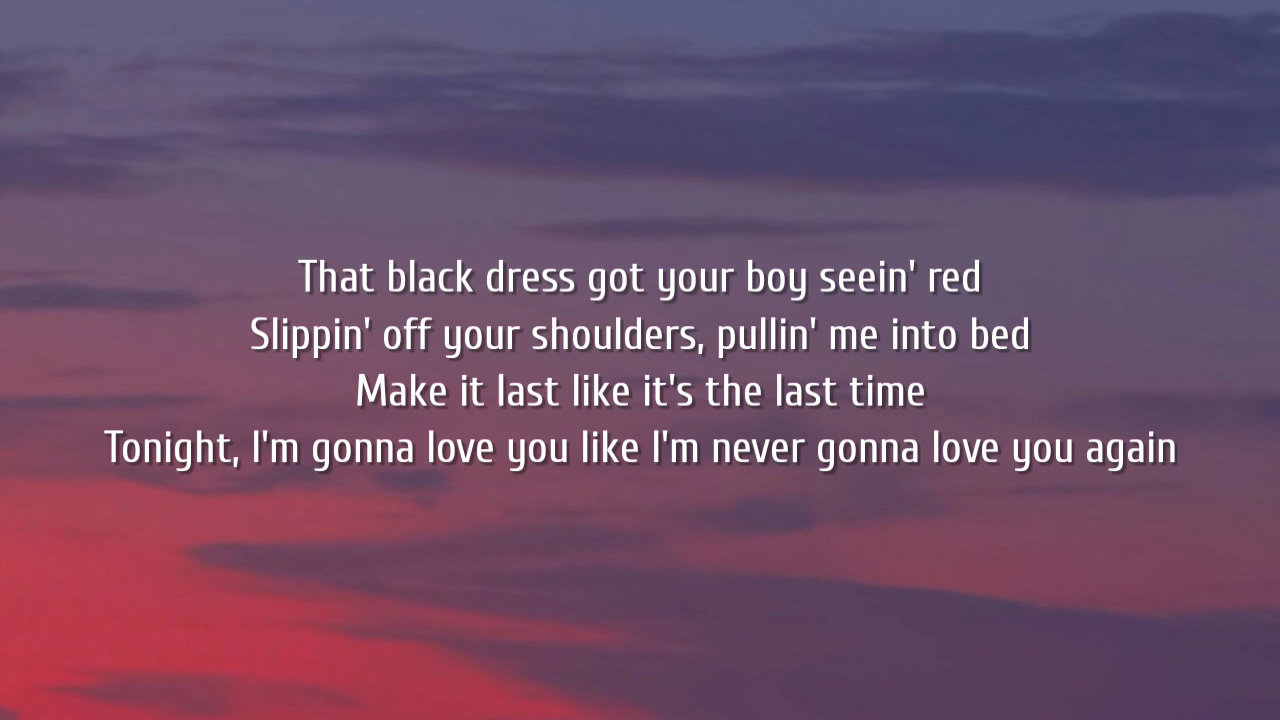 That black dress got your boy seein' red
Slippin' off your shoulders, pullin' me into bed
Make it last like it's the last time
Tonight, I'm gonna love you like I'm never gonna love you again